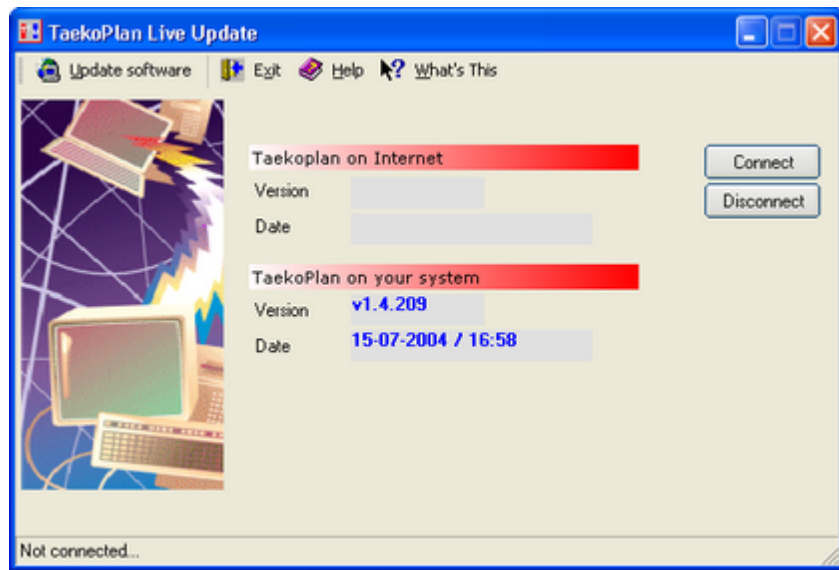 TaekoPlan Live Update
Update software Exit Help What's This
Taekoplan on Internet
Connect
Version
Disconnect
Date
TaekoPlan on your system
Version v1.4.209
Date 15-07-2004 / 16:58
Not connected...